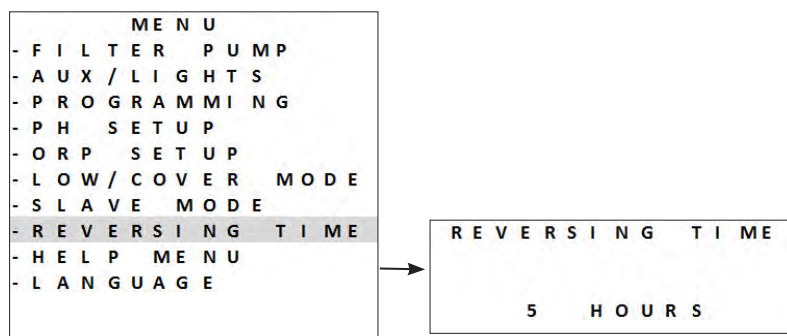 MENU
-FILTER PUMP
-AUX/LIGHTS
-PROGRAMMING
-PH SETUP
-ORP SETUP
-LOW/COVER MODE
-SLAVE MODE
-REVERSING TIME
-HELP MENU
-LANGUAGE
REVERSING TIME
5 HOURS